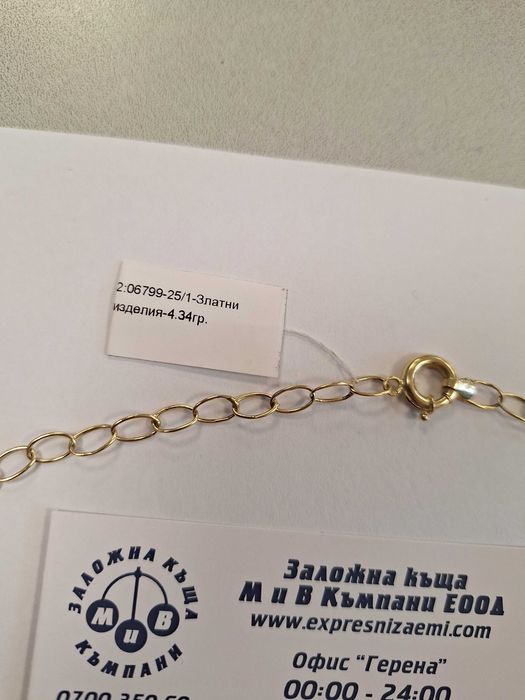 2:06799-25/1-Златни
изделия-4.34гр.
ЗАЛОЖНА КЪЩА
М и В
КЪМПАНИ
Заложна къща
М и В Къмпани ЕООД
www.expresnizaemi.com
Офис "Герена"
00:00 - 24:00